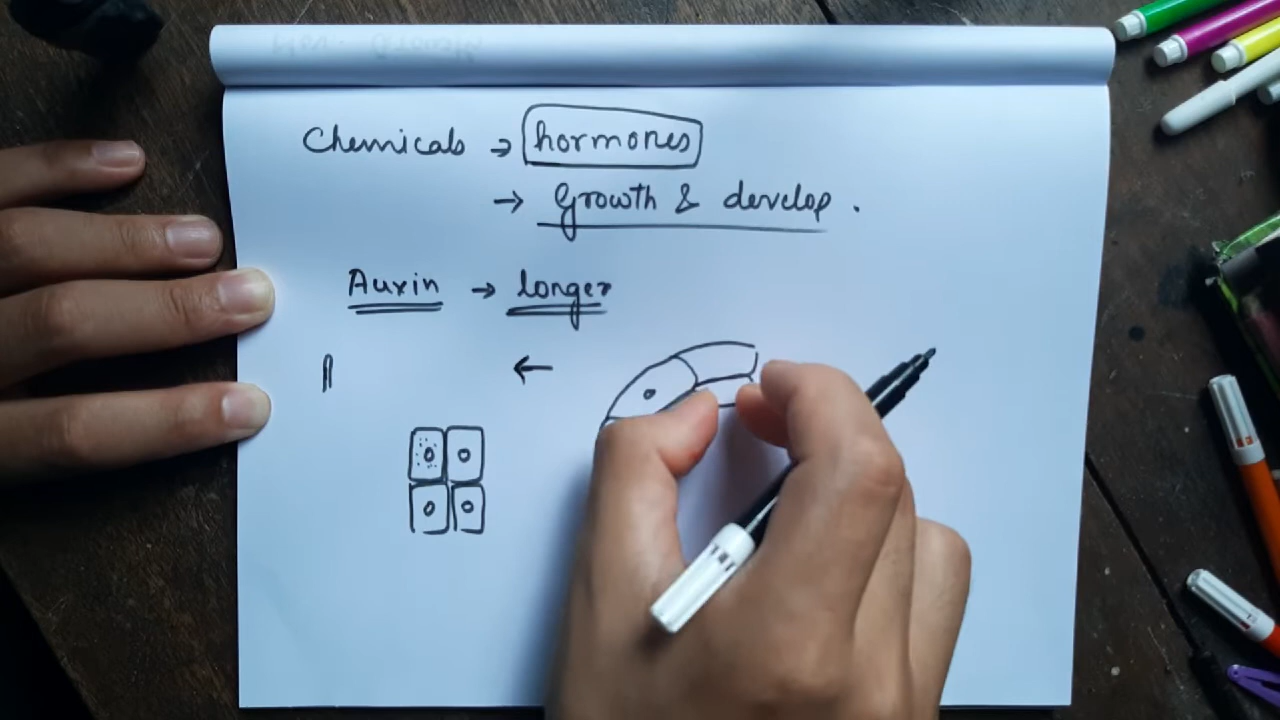 Chemicals → hormones
→ Growth & develop.
Auxin → longer